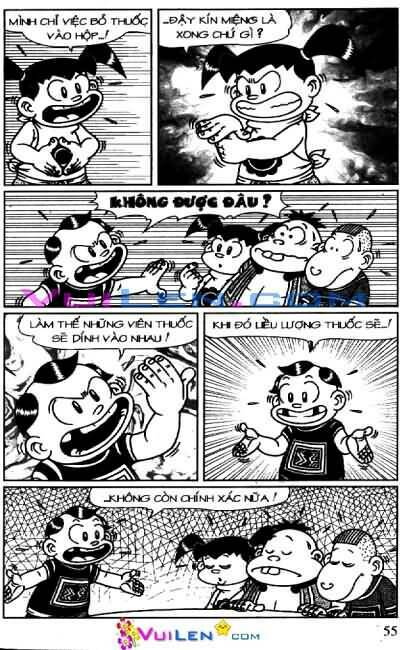 MÌNH CHỈ VIỆC BỎ THUỐC
VÀO HỘP...!
...ĐẬY KÍN MIỆNG LÀ
XONG CHỨ GÌ?
KHÔNG ĐƯỢC ĐÂU!
VUILEN.COM
LÀM THẾ NHỮNG VIÊN THUỐC
SẼ DÍNH VÀO NHAU!
KHI ĐÓ LIỀU LƯỢNG THUỐC SẼ...!
...KHÔNG CÒN CHÍNH XÁC NỮA!
55
VUILEN.COM